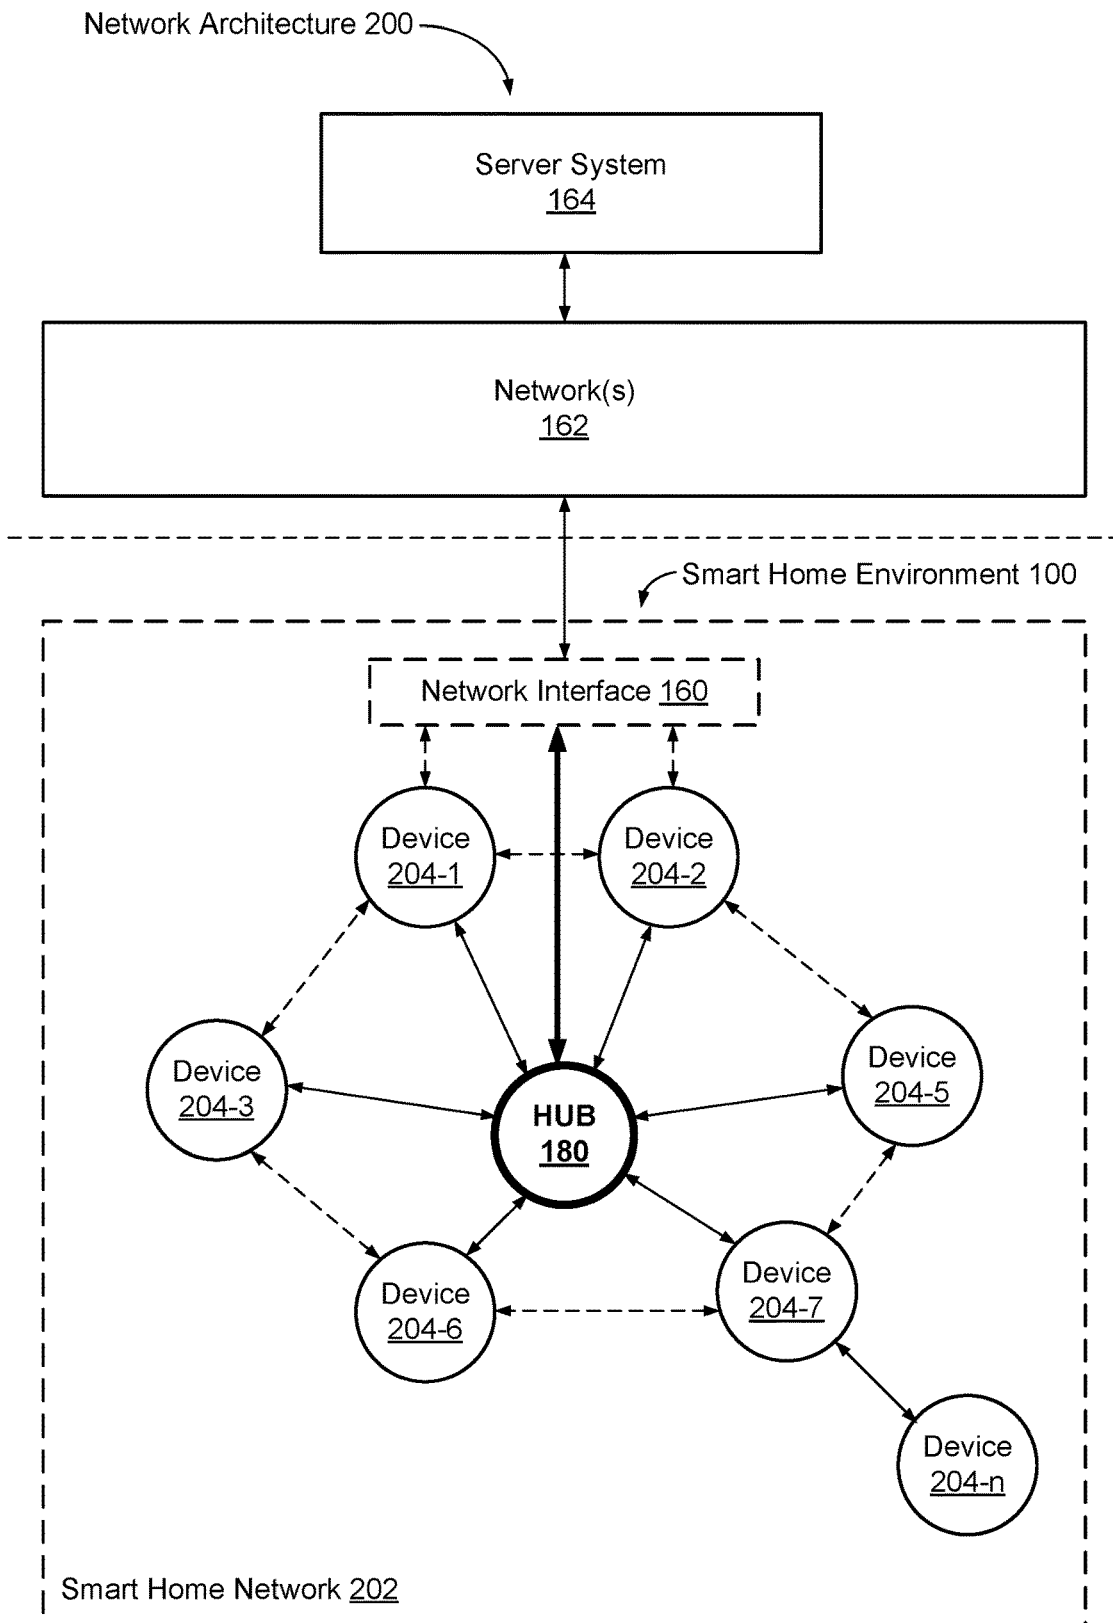 Network Architecture 200
Server System
164
Network(s)
162
Smart Home Environment 100
Network Interface 160
Device
204-1
Device
204-2
Device
204-3
Device
204-5
HUB
180
Device
204-6
Device
204-7
Device
204-n
Smart Home Network 202